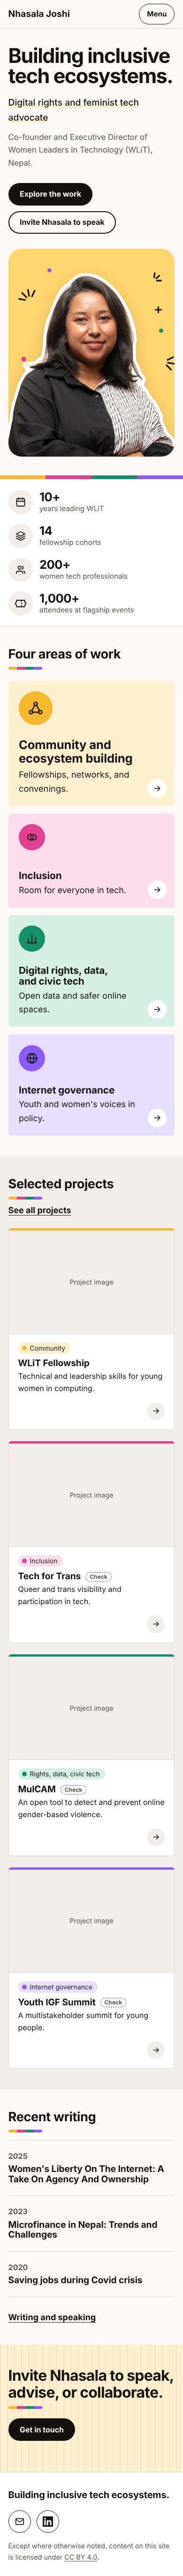 Nhasala Joshi
Menu
Building inclusive
tech ecosystems.
Digital rights and feminist tech
advocate
Co-founder and Executive Director of
Women Leaders in Technology (WLiT),
Nepal.
Explore the work
Invite Nhasala to speak
10+
years leading WLiT
14
fellowship cohorts
200+
women tech professionals
1,000+
attendees at flagship events
Four areas of work
Community and
ecosystem building
Fellowships, networks, and
convenings.
Inclusion
Room for everyone in tech.
Digital rights, data,
and civic tech
Open data and safer online
spaces.
Internet governance
Youth and women's voices in
policy.
Selected projects
See all projects
Project image
Community
WLiT Fellowship
Technical and leadership skills for young
women in computing.
Project image
Inclusion
Tech for Trans Check
Queer and trans visibility and
participation in tech.
Project image
Rights, data, civic tech
MulCAM Check
An open tool to detect and prevent online
gender-based violence.
Project image
Internet governance
Youth IGF Summit Check
A multistakeholder summit for young
people.
Recent writing
2025
Women's Liberty On The Internet: A
Take On Agency And Ownership
2023
Microfinance in Nepal: Trends and
Challenges
2020
Saving jobs during Covid crisis
Writing and speaking
Invite Nhasala to speak,
advise, or collaborate.
Get in touch
Building inclusive tech ecosystems.
Except where otherwise noted, content on this site
is licensed under CC BY 4.0.